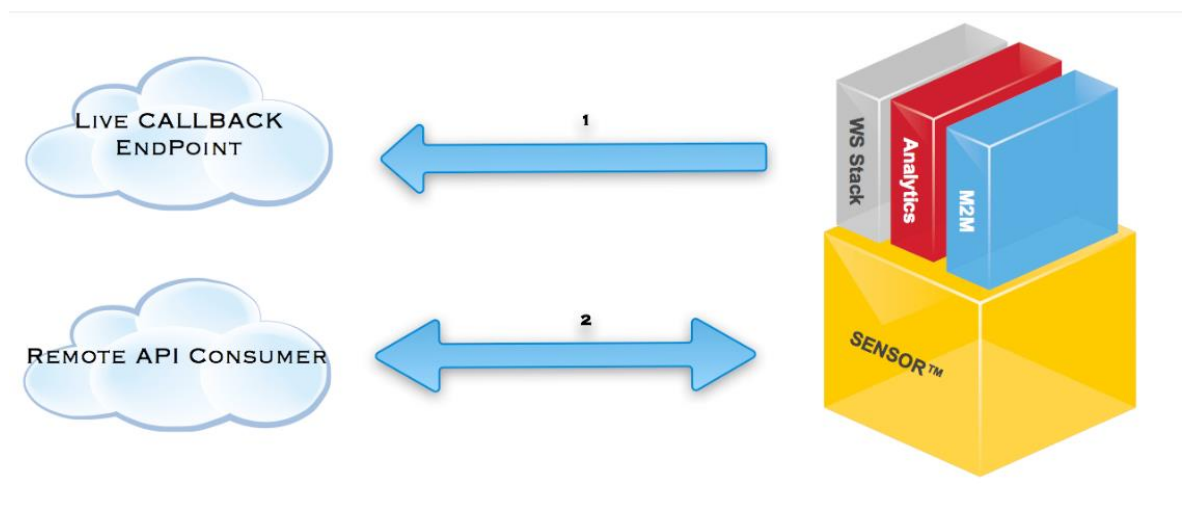 Live CALLBACK
EndPoint
1
WS Stack
Analytics
M2M
Remote API Consumer
2
SENSOR™